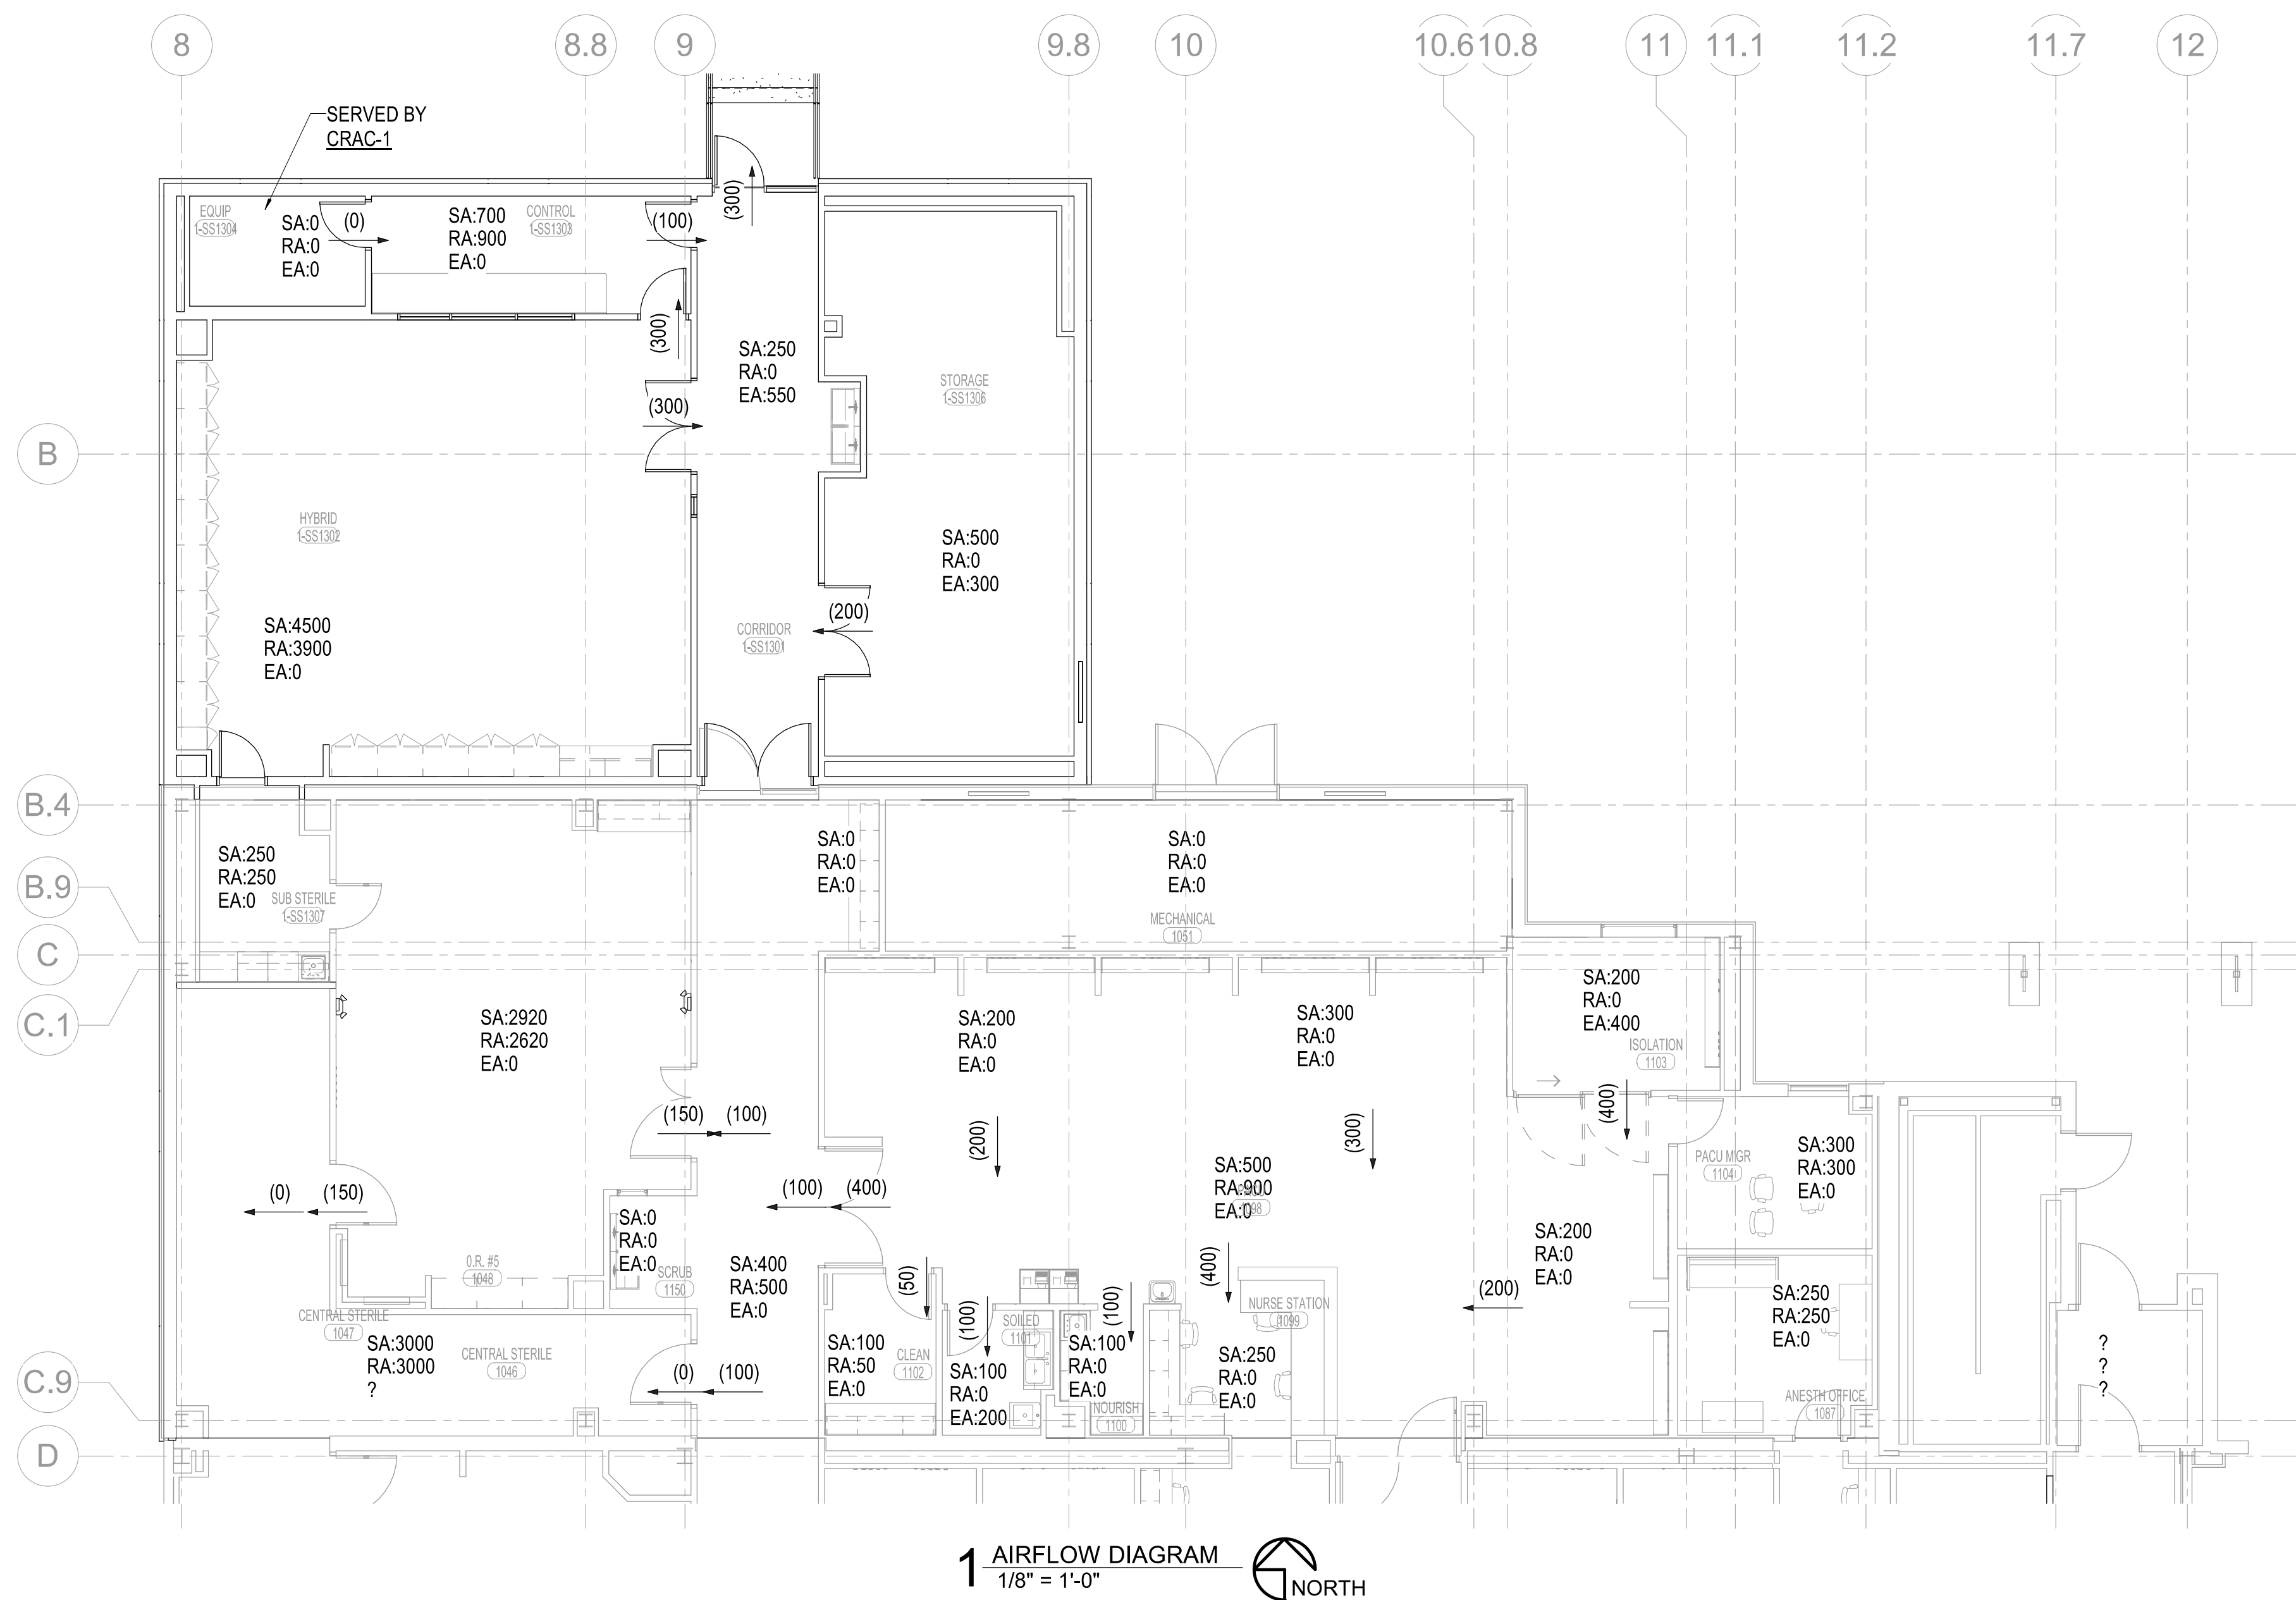 8
8.8
9
9.8
10
10.6
10.8
11
11.1
11.2
11.7
12
SERVED BY
CRAC-1
EQUIP
1-SS1304
SA:0
RA:0
EA:0
(0)
SA:700
RA:900
EA:0
CONTROL
1-SS1303
(100)
(300)
(300)
(300)
SA:250
RA:0
EA:550
STORAGE
1-SS1306
B
HYBRID
1-SS1302
SA:500
RA:0
EA:300
SA:4500
RA:3900
EA:0
CORRIDOR
1-SS1301
(200)
B.4
SA:250
RA:250
EA:0
SUB STERILE
1-SS1307
SA:0
RA:0
EA:0
SA:0
RA:0
EA:0
MECHANICAL
1051
B.9
C
C.1
SA:2920
RA:2620
EA:0
SA:200
RA:0
EA:0
SA:300
RA:0
EA:0
SA:200
RA:0
EA:400
ISOLATION
1103
(150)
(100)
(200)
(300)
(400)
SA:500
RA:900
EA:0
1098
PACU MGR
1104
SA:300
RA:300
EA:0
(0)
(150)
(100)
(400)
SA:0
RA:0
EA:0
SCRUB
1150
O.R. #5
1048
SA:400
RA:500
EA:0
(50)
(100)
(100)
(400)
SA:200
RA:0
EA:0
(200)
NURSE STATION
1099
SA:250
RA:250
EA:0
ANESTH OFFICE
1087
CENTRAL STERILE
1047
SA:3000
RA:3000
?
CENTRAL STERILE
1046
(0)
(100)
SA:100
RA:50
EA:0
CLEAN
1102
SOILED
1101
SA:100
RA:0
EA:200
SA:100
RA:0
EA:0
NOURISH
1100
SA:250
RA:0
EA:0
?
?
?
C.9
D
1
AIRFLOW DIAGRAM
1/8" = 1'-0"
NORTH